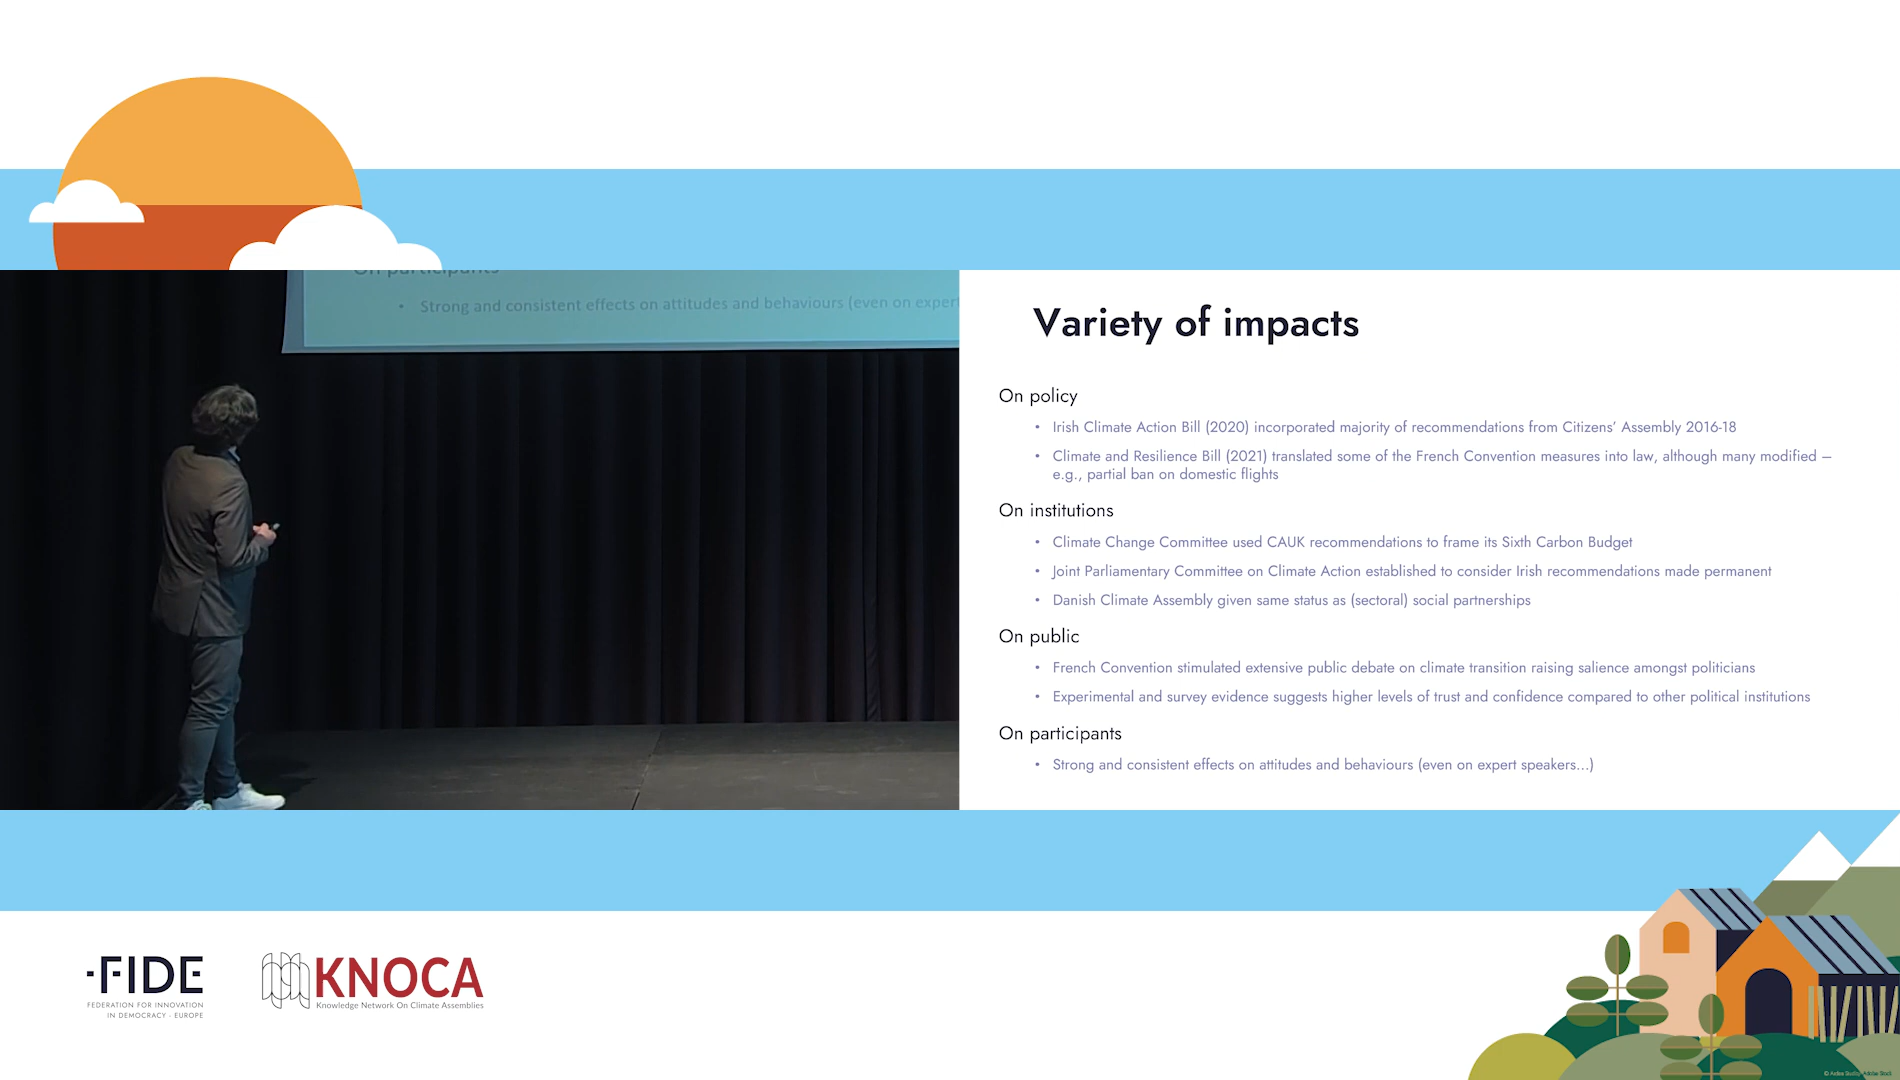 On participants
• Strong and consistent effects on attitudes and behaviours (even on expert
Variety of impacts
On policy
• Irish Climate Action Bill (2020) incorporated majority of recommendations from Citizens' Assembly 2016-18
• Climate and Resilience Bill (2021) translated some of the French Convention measures into law, although many modified –
e.g., partial ban on domestic flights
On institutions
• Climate Change Committee used CAUK recommendations to frame its Sixth Carbon Budget
• Joint Parliamentary Committee on Climate Action established to consider Irish recommendations made permanent
• Danish Climate Assembly given same status as (sectoral) social partnerships
On public
• French Convention stimulated extensive public debate on climate transition raising salience amongst politicians
• Experimental and survey evidence suggests higher levels of trust and confidence compared to other political institutions
On participants
• Strong and consistent effects on attitudes and behaviours (even on expert speakers...)
·FIDE
FEDERATION FOR INNOVATION
IN DEMOCRACY - EUROPE
KNOCA
Knowledge Network On Climate Assemblies